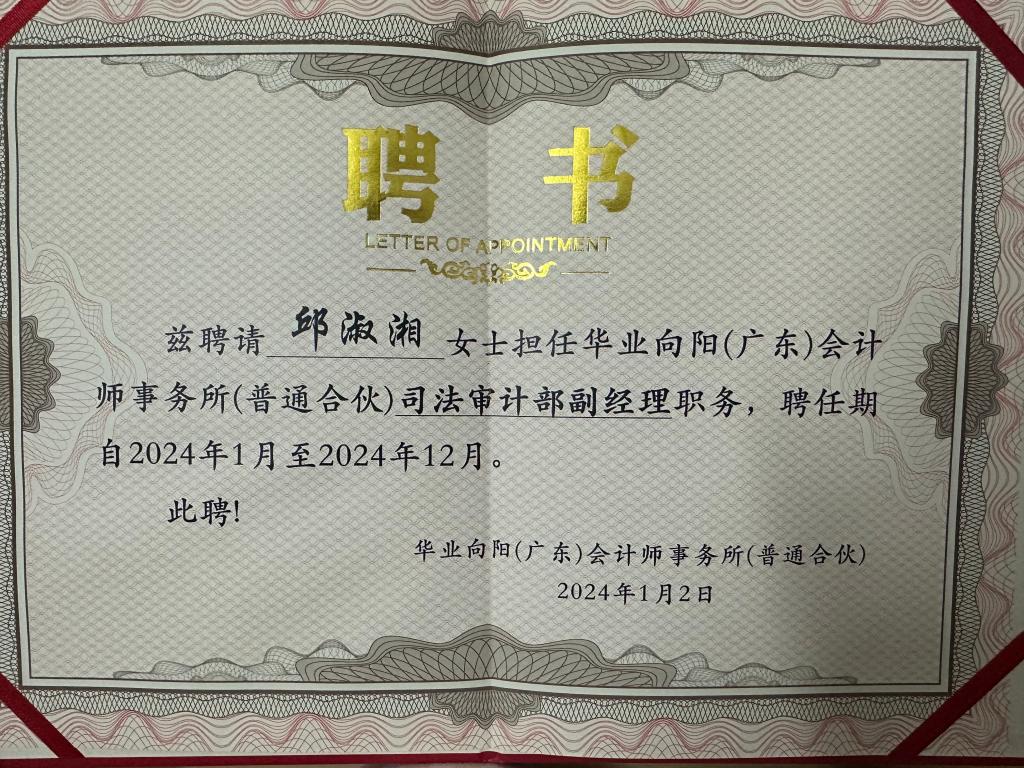 聘书
LETTER OF APPOINTMENT
兹聘请 邱淑湘 女士担任华业向阳(广东)会计
师事务所(普通合伙)司法审计部副经理职务，聘任期
自2024年1月至2024年12月。
此聘!
华业向阳(广东)会计师事务所(普通合伙)
2024年1月2日